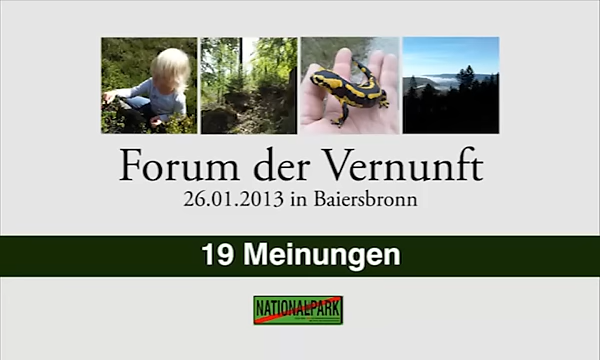 Forum der Vernunft
26.01.2013 in Baiersbronn
19 Meinungen
NATIONALPARK